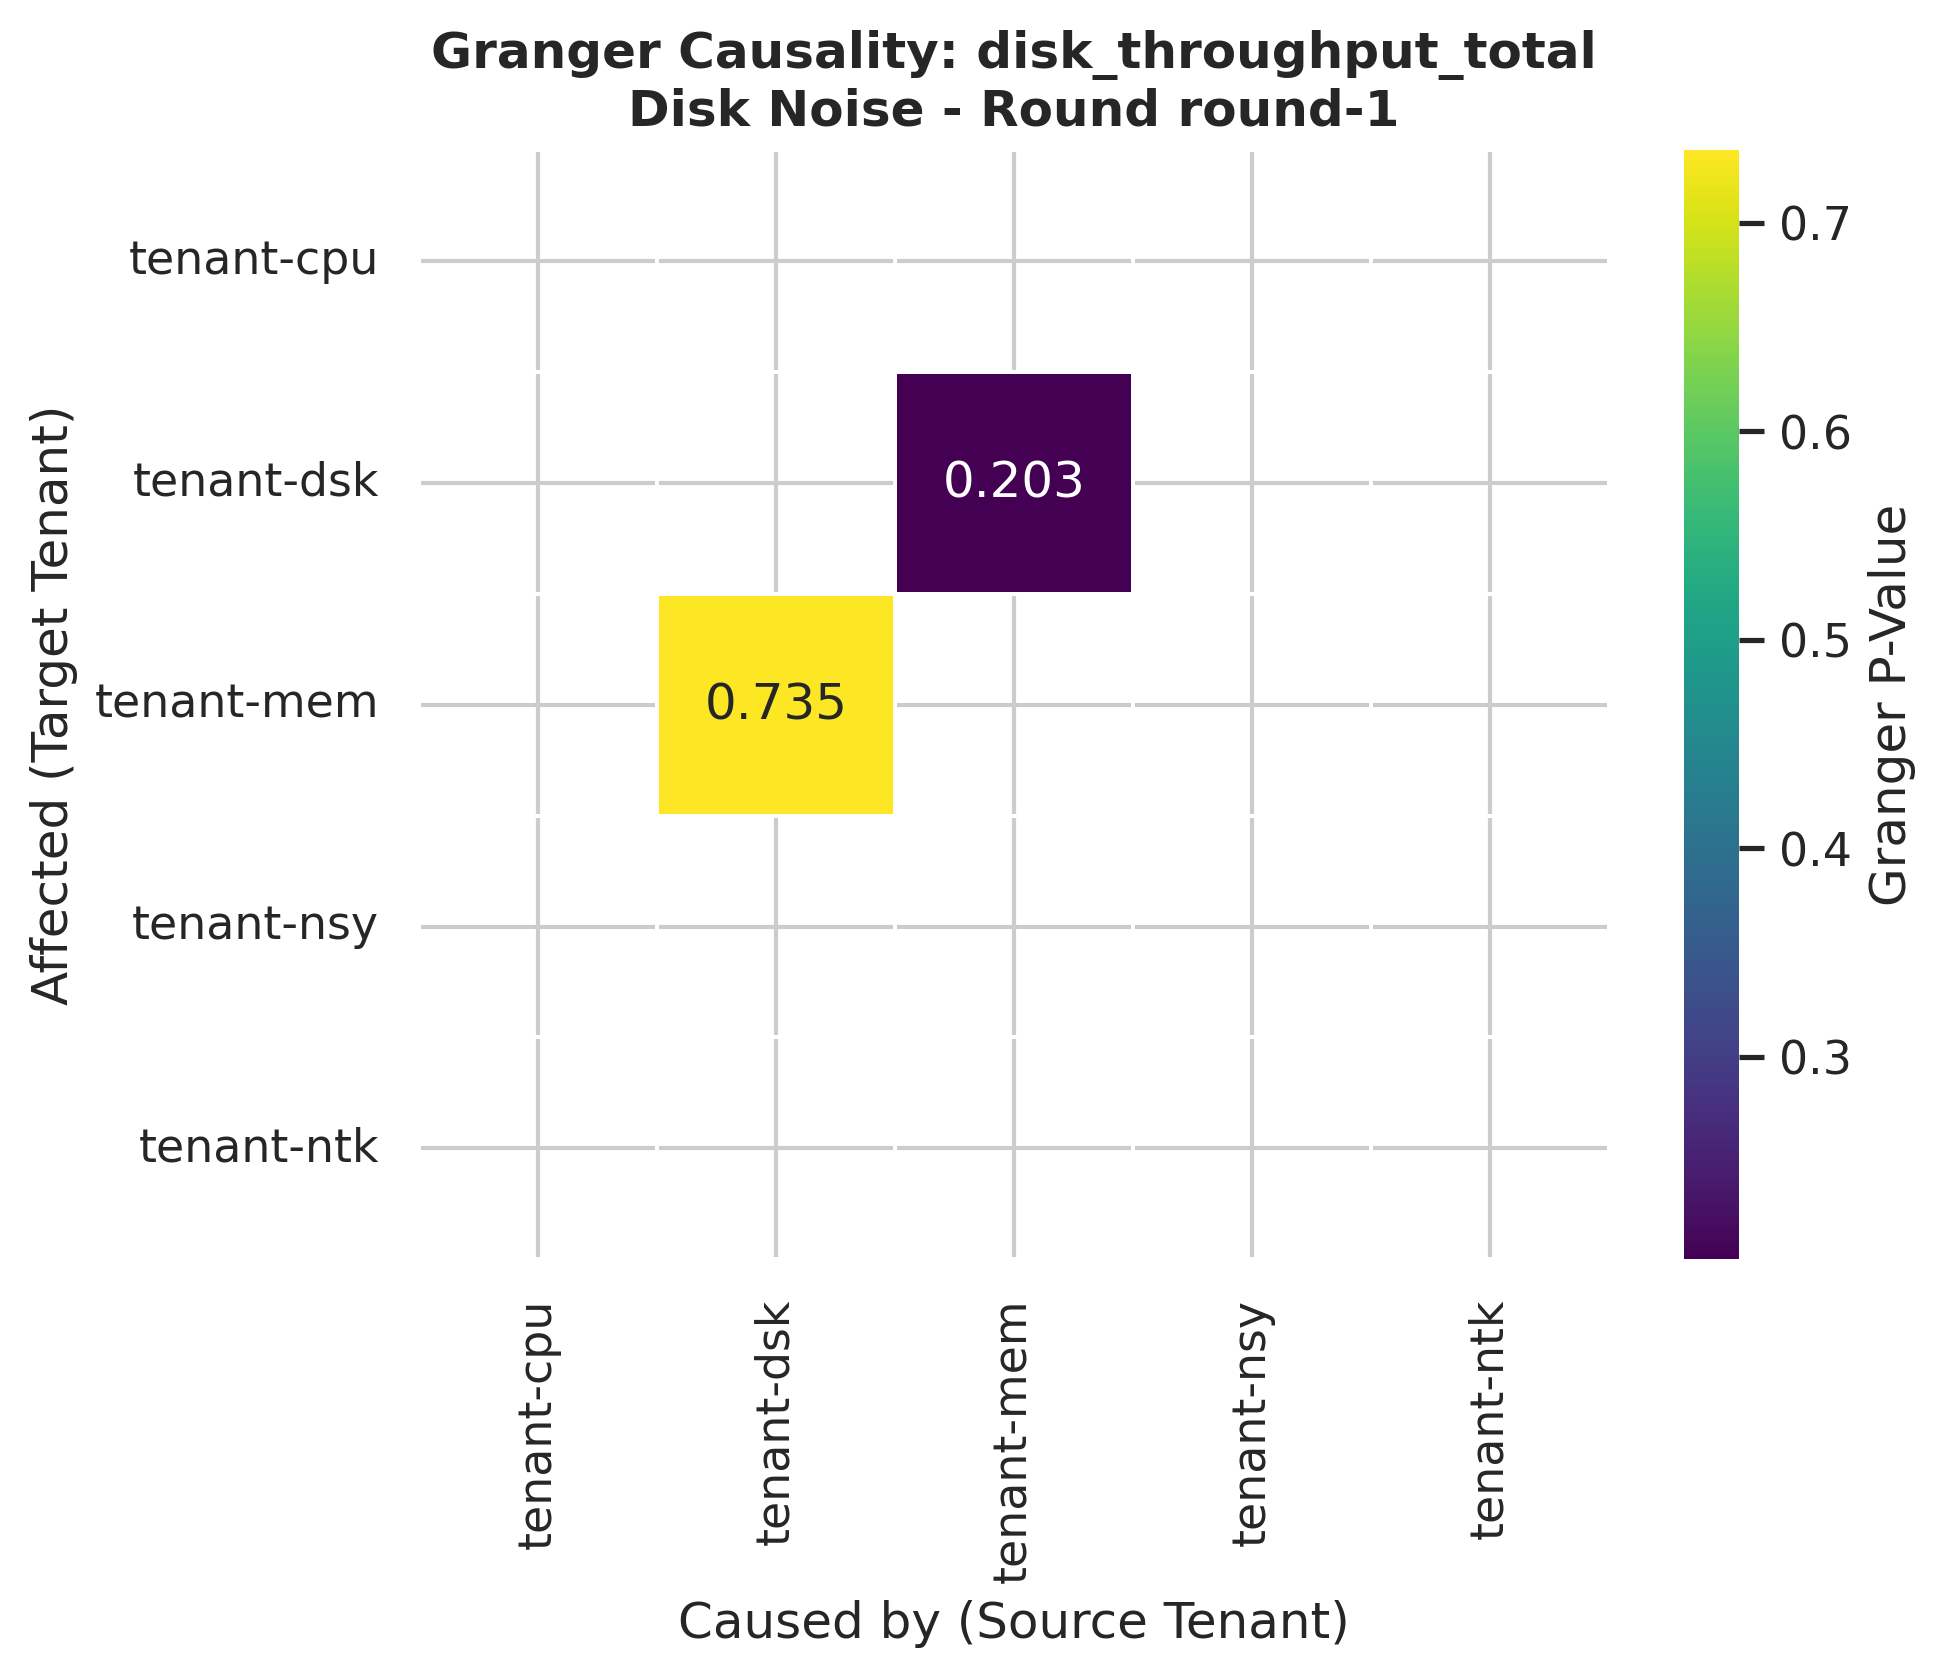 Granger Causality: disk_throughput_total
Disk Noise - Round round-1
Affected (Target Tenant)
tenant-cpu
tenant-dsk
tenant-mem
tenant-nsy
tenant-ntk
0.203
0.735
tenant-cpu
tenant-dsk
tenant-mem
tenant-nsy
tenant-ntk
Caused by (Source Tenant)
0.7
0.6
0.5
0.4
0.3
Granger P-Value